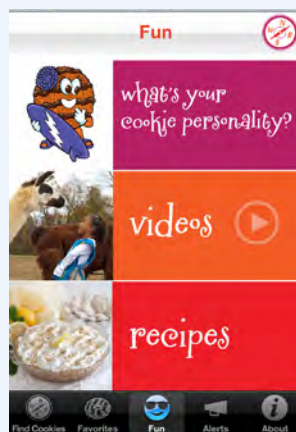 Fun
what's your
cookie personality?
videos
recipes
Find Cookies Favorites Fun Alerts About